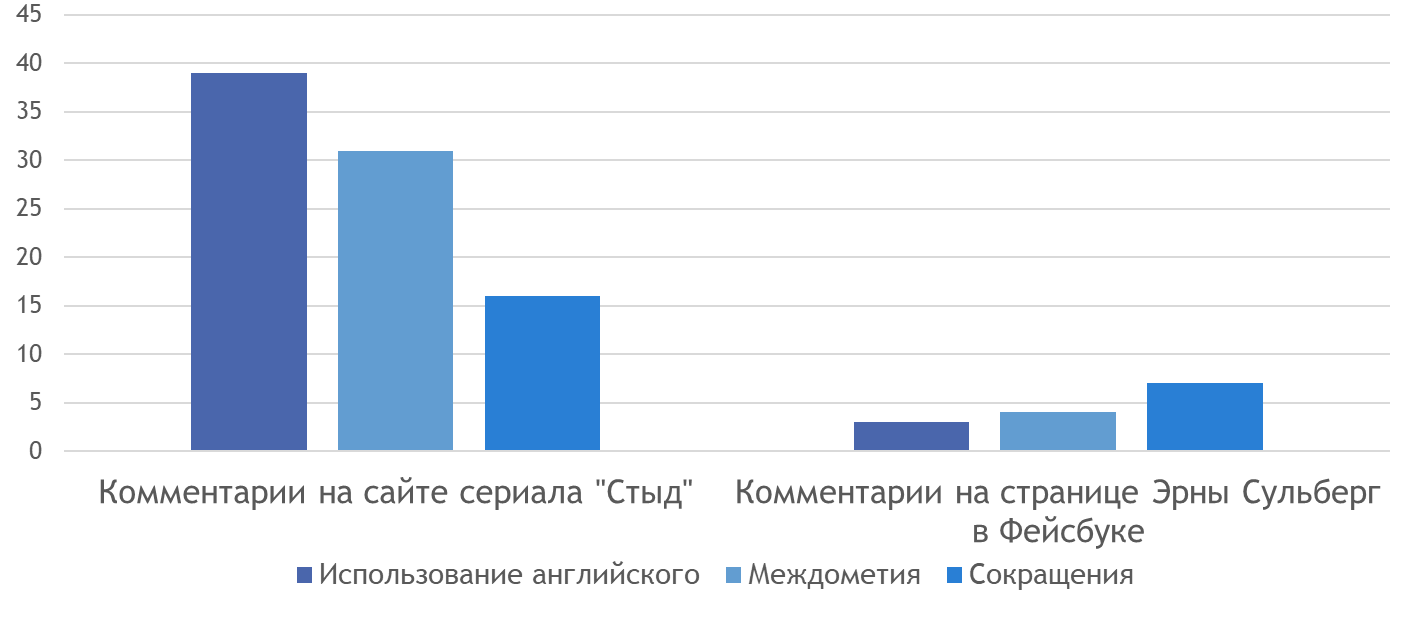 45
40
35
30
25
20
15
10
5
0
Комментарии на сайте сериала "Стыд"
Комментарии на странице Эрны Сульберг
в Фейсбуке
Использование английского
Междометия
Сокращения